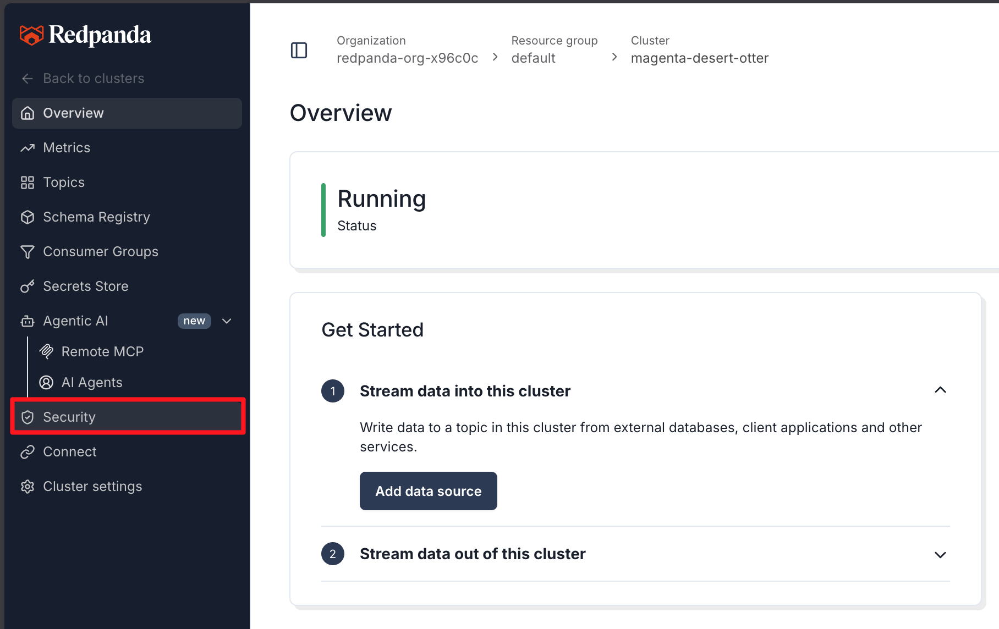 Redpanda
Back to clusters
Overview
Metrics
Topics
Schema Registry
Consumer Groups
Secrets Store
Agentic AI new
Remote MCP
AI Agents
Security
Connect
Cluster settings
Organization
redpanda-org-x96c0c
Resource group
default
Cluster
magenta-desert-otter
Overview
Running
Status
Get Started
1 Stream data into this cluster
Write data to a topic in this cluster from external databases, client applications and other
services.
Add data source
2 Stream data out of this cluster